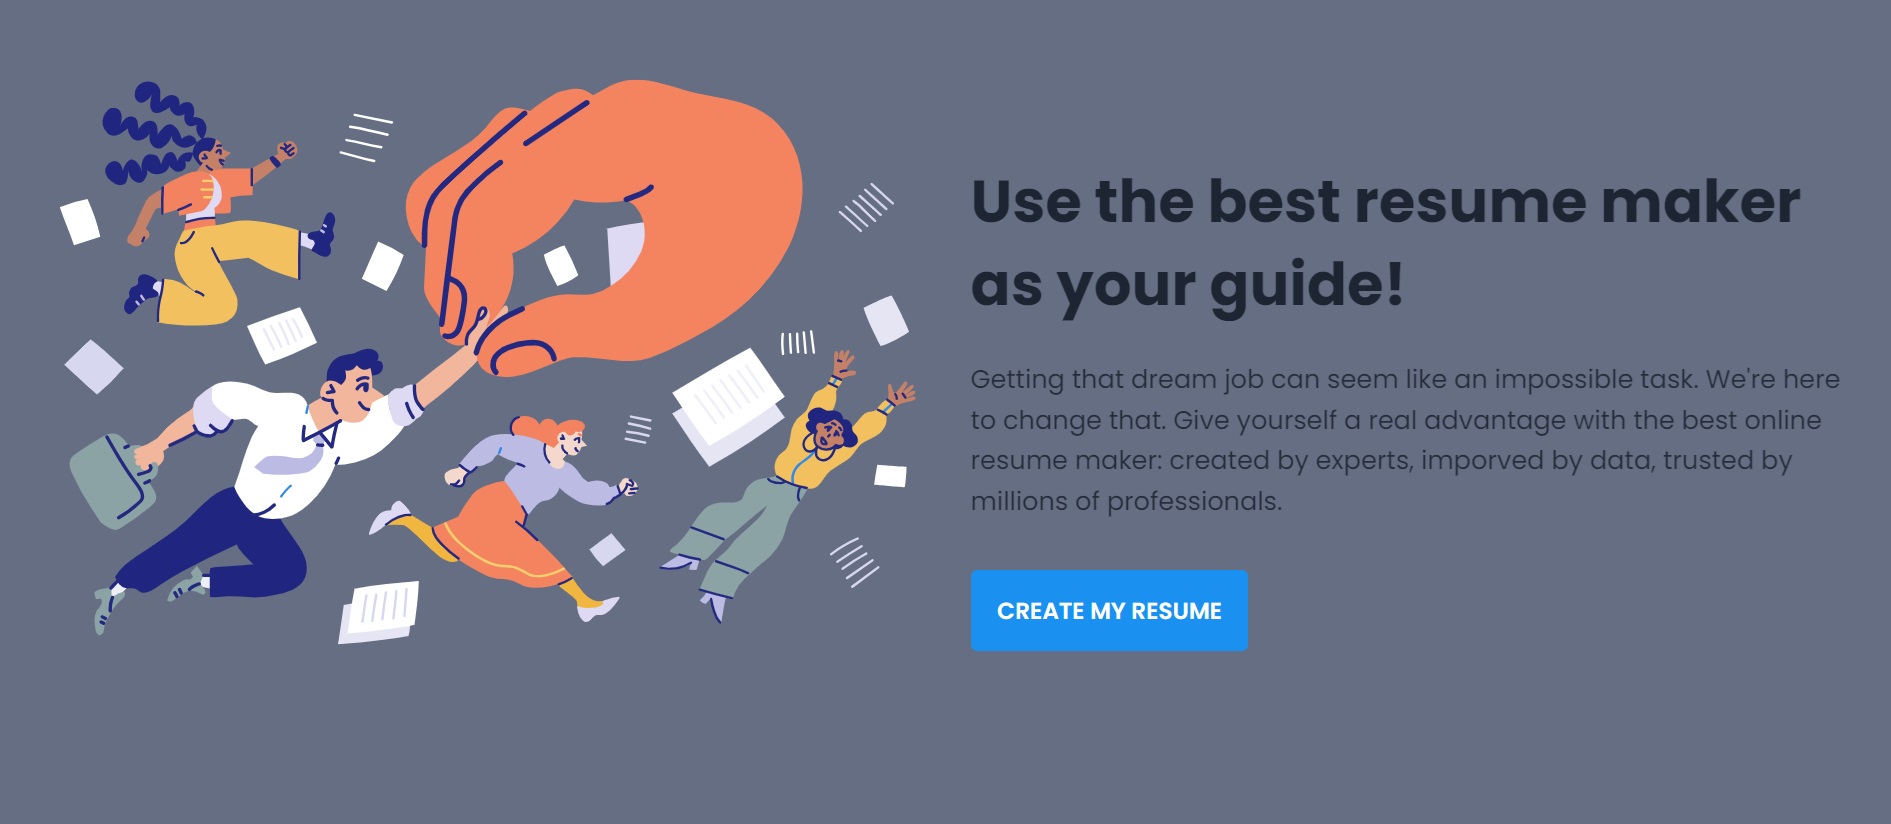 Use the best resume maker
as your guide!
Getting that dream job can seem like an impossible task. We're here
to change that. Give yourself a real advantage with the best online
resume maker: created by experts, imporved by data, trusted by
millions of professionals.
CREATE MY RESUME